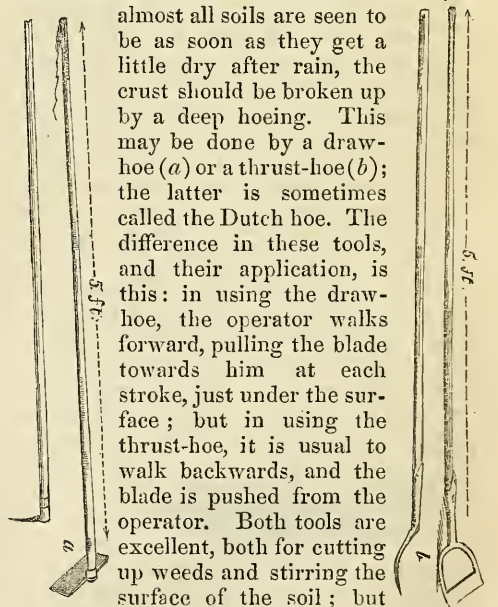 almost all soils are seen to
be as soon as they get a
little dry after rain, the
crust should be broken up
by a deep hoeing. This
may be done by a draw-
hoe (a) or a thrust-hoe (b);
the latter is sometimes
called the Dutch hoe. The
difference in these tools,
and their application, is
this: in using the draw-
hoe, the operator walks
forward, pulling the blade
towards him at each
stroke, just under the sur-
face; but in using the
thrust-hoe, it is usual to
walk backwards, and the
blade is pushed from the
operator. Both tools are
excellent, both for cutting
up weeds and stirring the
surface of the soil; but
5. ft.
a
5. ft.
b